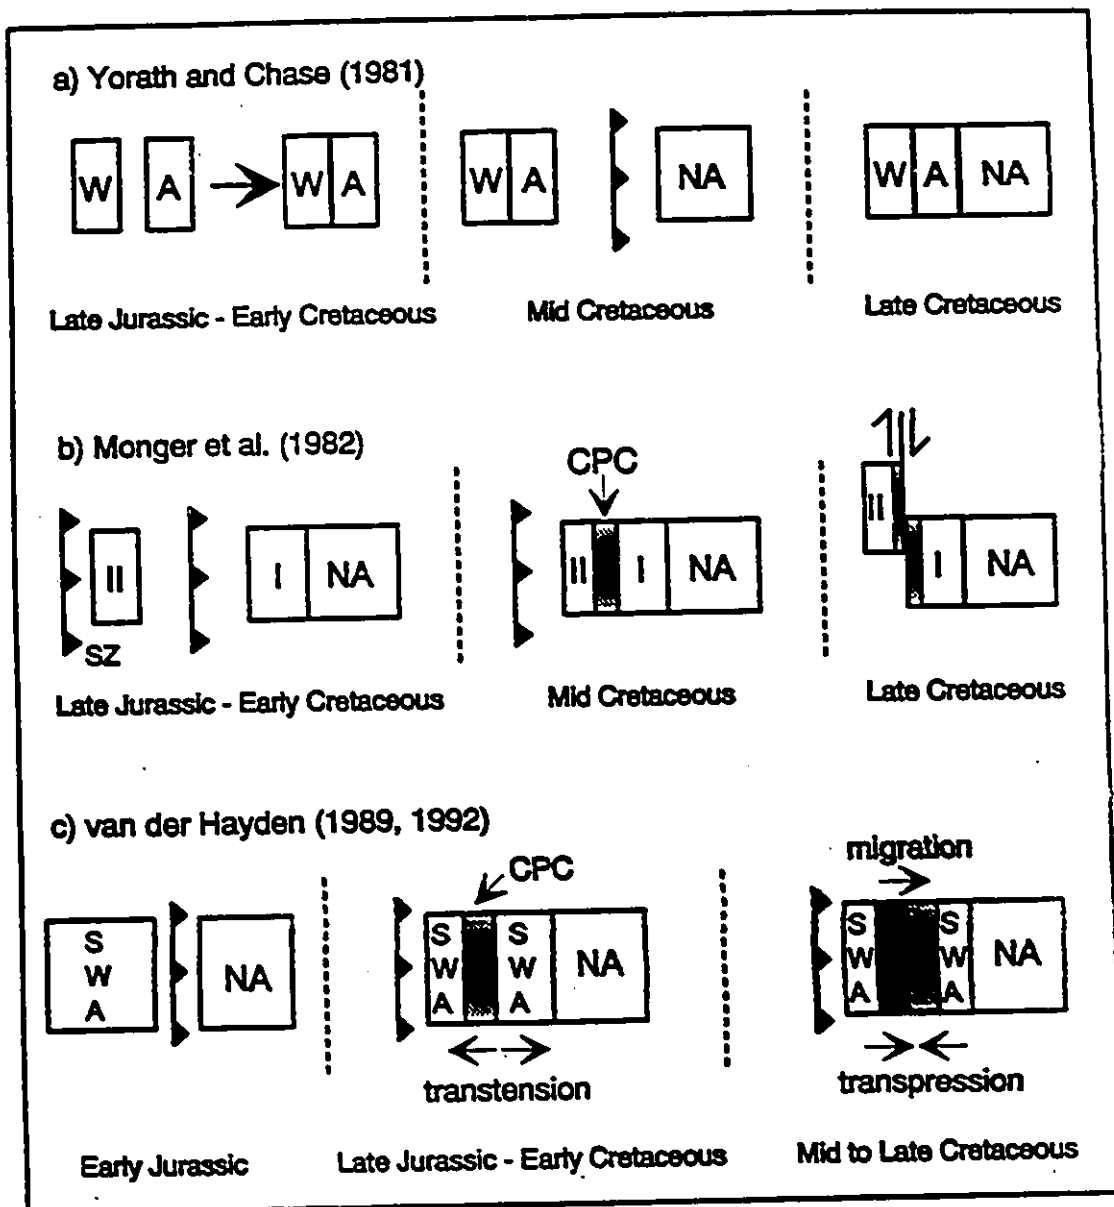 a) Yorath and Chase (1981)
W A W A W A NA W A NA
Late Jurassic - Early Cretaceous Mid Cretaceous Late Cretaceous
b) Monger et al. (1982)
CPC
II I NA II I NA II I NA
SZ
Late Jurassic - Early Cretaceous Mid Cretaceous Late Cretaceous
c) van der Hayden (1989, 1992)
migration
CPC
S S S S S
W NA W W NA W W NA
A A A A A
transtension transpression
Early Jurassic Late Jurassic - Early Cretaceous Mid to Late Cretaceous